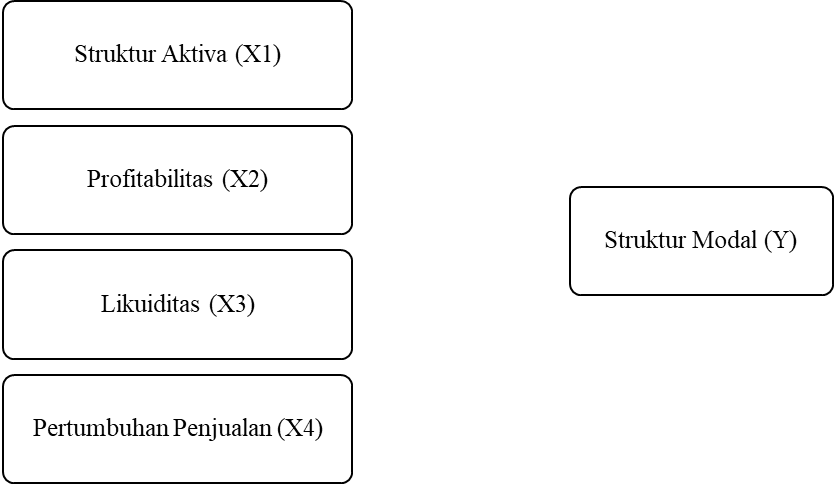 Struktur Aktiva (X1)
Profitabilitas (X2)
Struktur Modal (Y)
Likuiditas (X3)
Pertumbuhan Penjualan (X4)